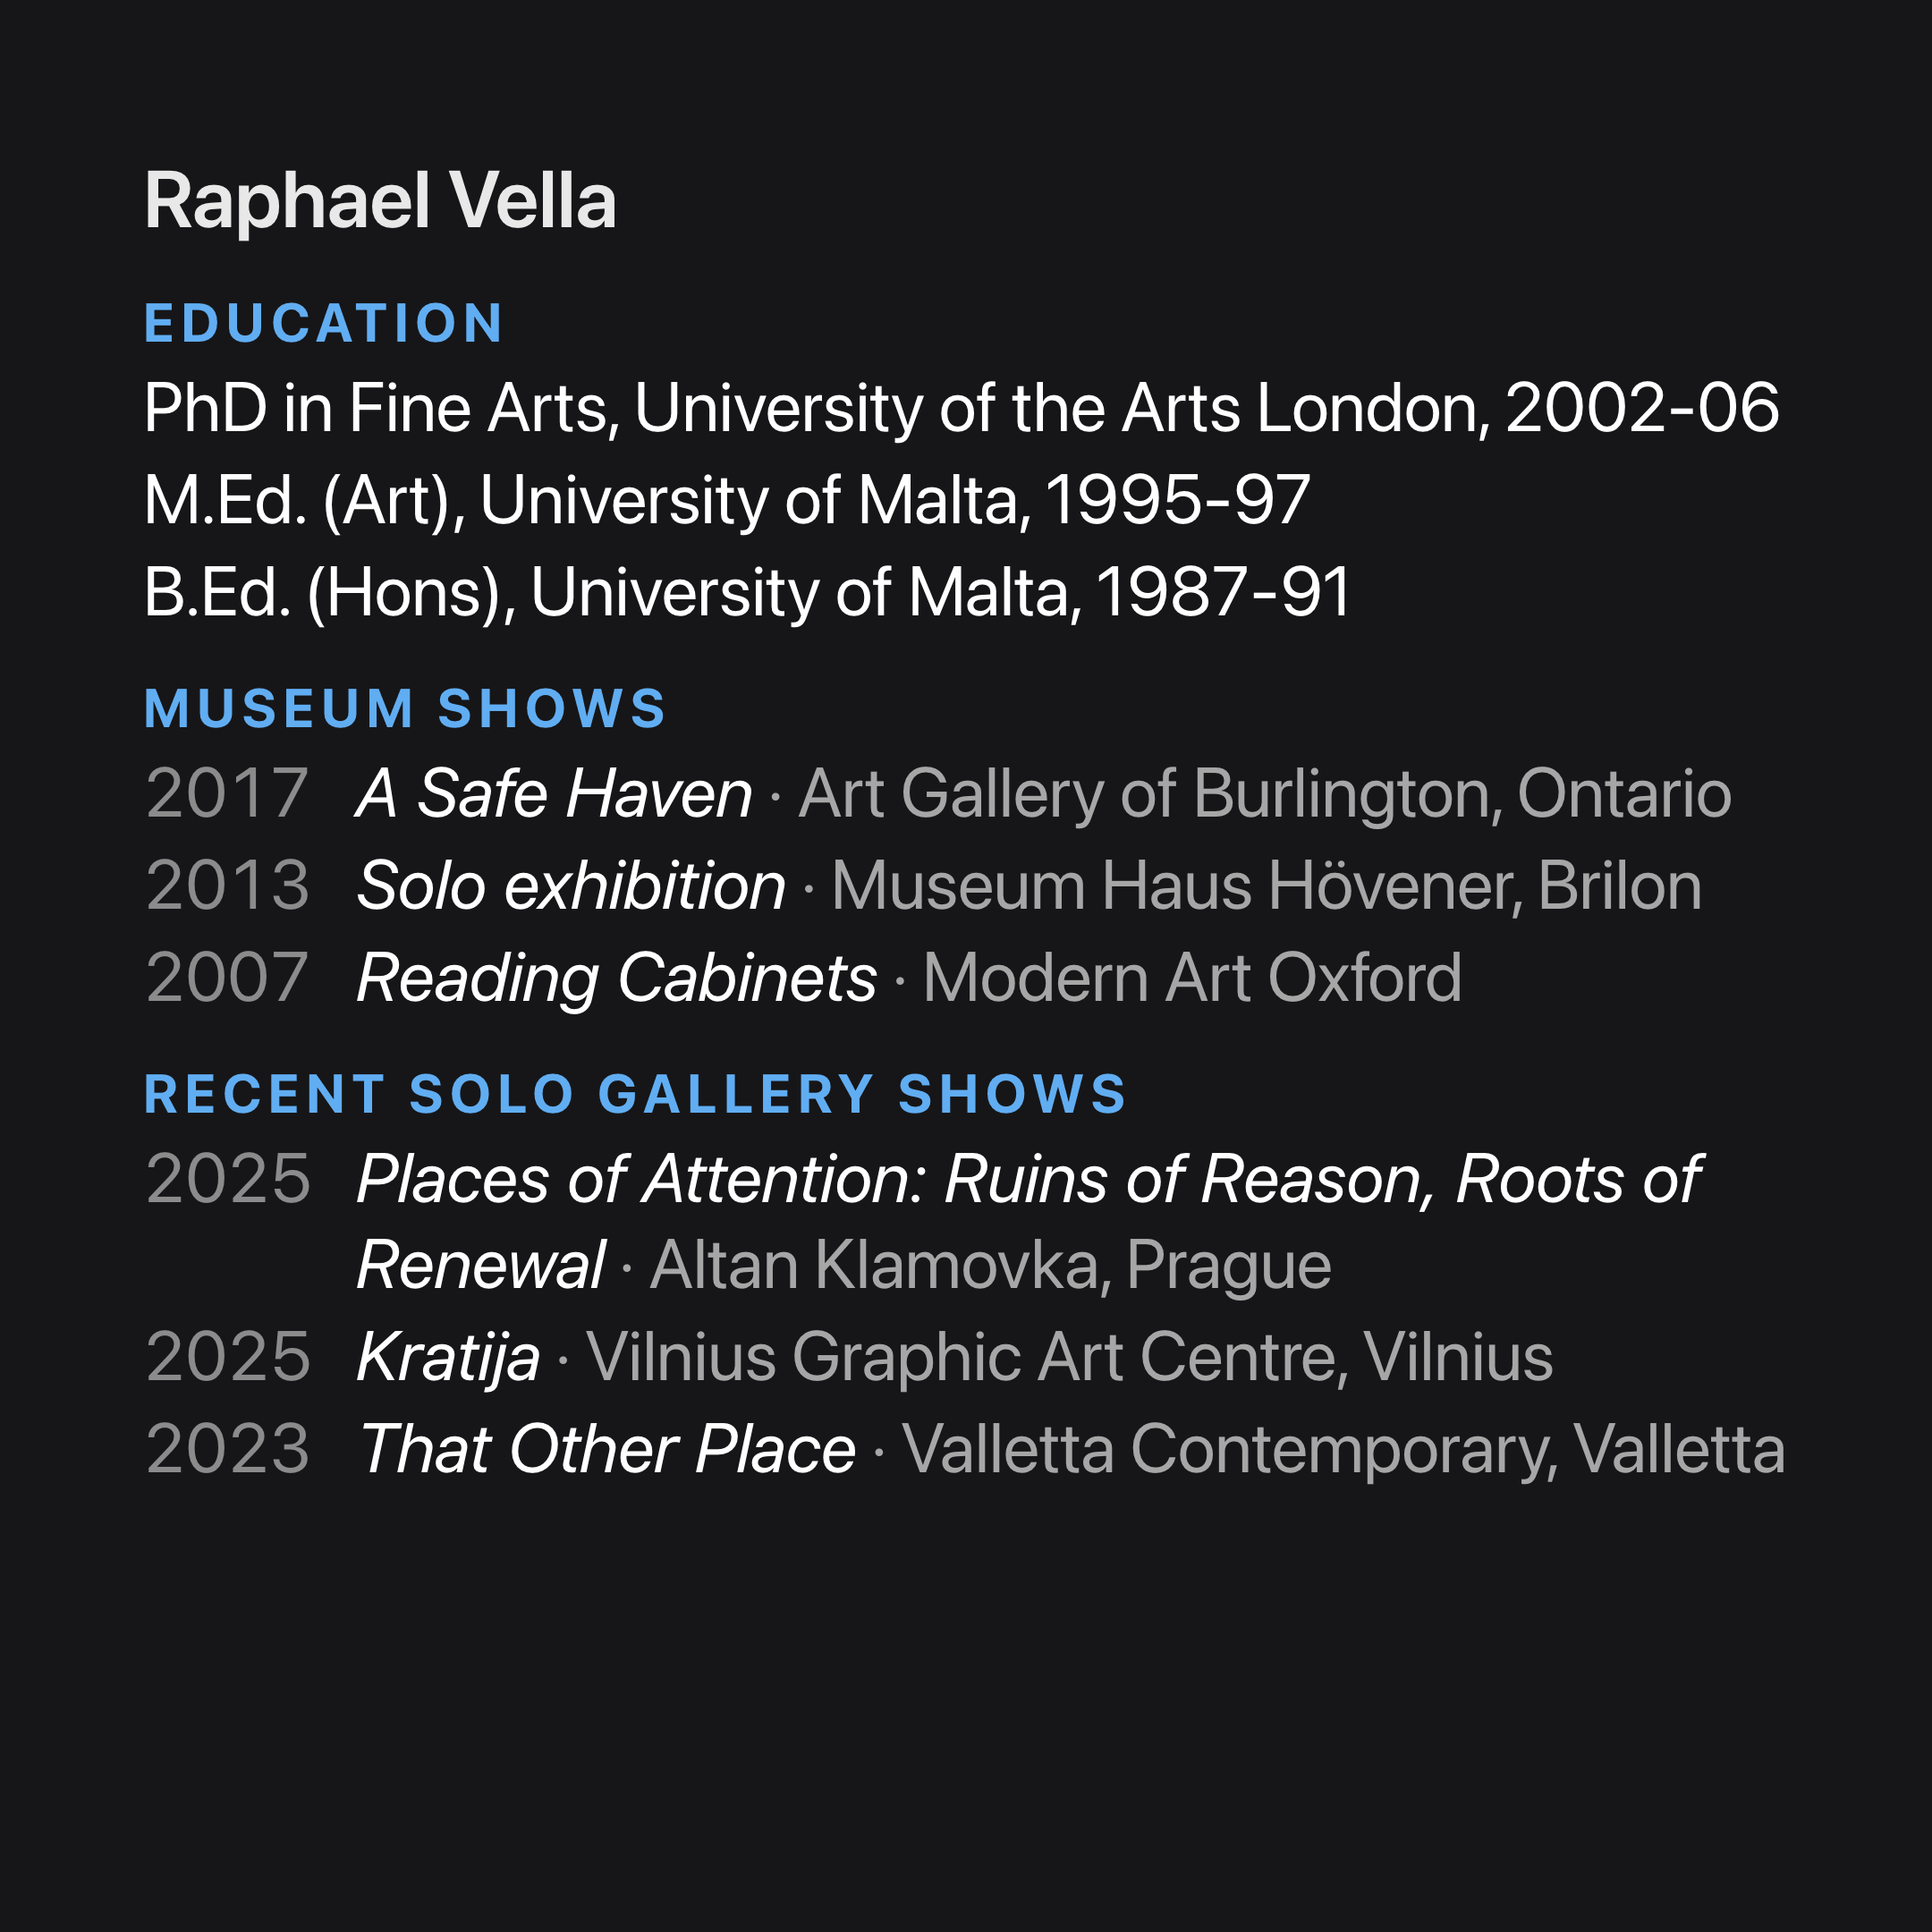 Raphael Vella
EDUCATION
PhD in Fine Arts, University of the Arts London, 2002-06
M.Ed. (Art), University of Malta, 1995-97
B.Ed. (Hons), University of Malta, 1987-91
MUSEUM SHOWS
2017 A Safe Haven · Art Gallery of Burlington, Ontario
2013 Solo exhibition · Museum Haus Hövener, Brilon
2007 Reading Cabinets · Modern Art Oxford
RECENT SOLO GALLERY SHOWS
2025 Places of Attention: Ruins of Reason, Roots of
Renewal · Altan Klamovka, Prague
2025 Kratija · Vilnius Graphic Art Centre, Vilnius
2023 That Other Place · Valletta Contemporary, Valletta